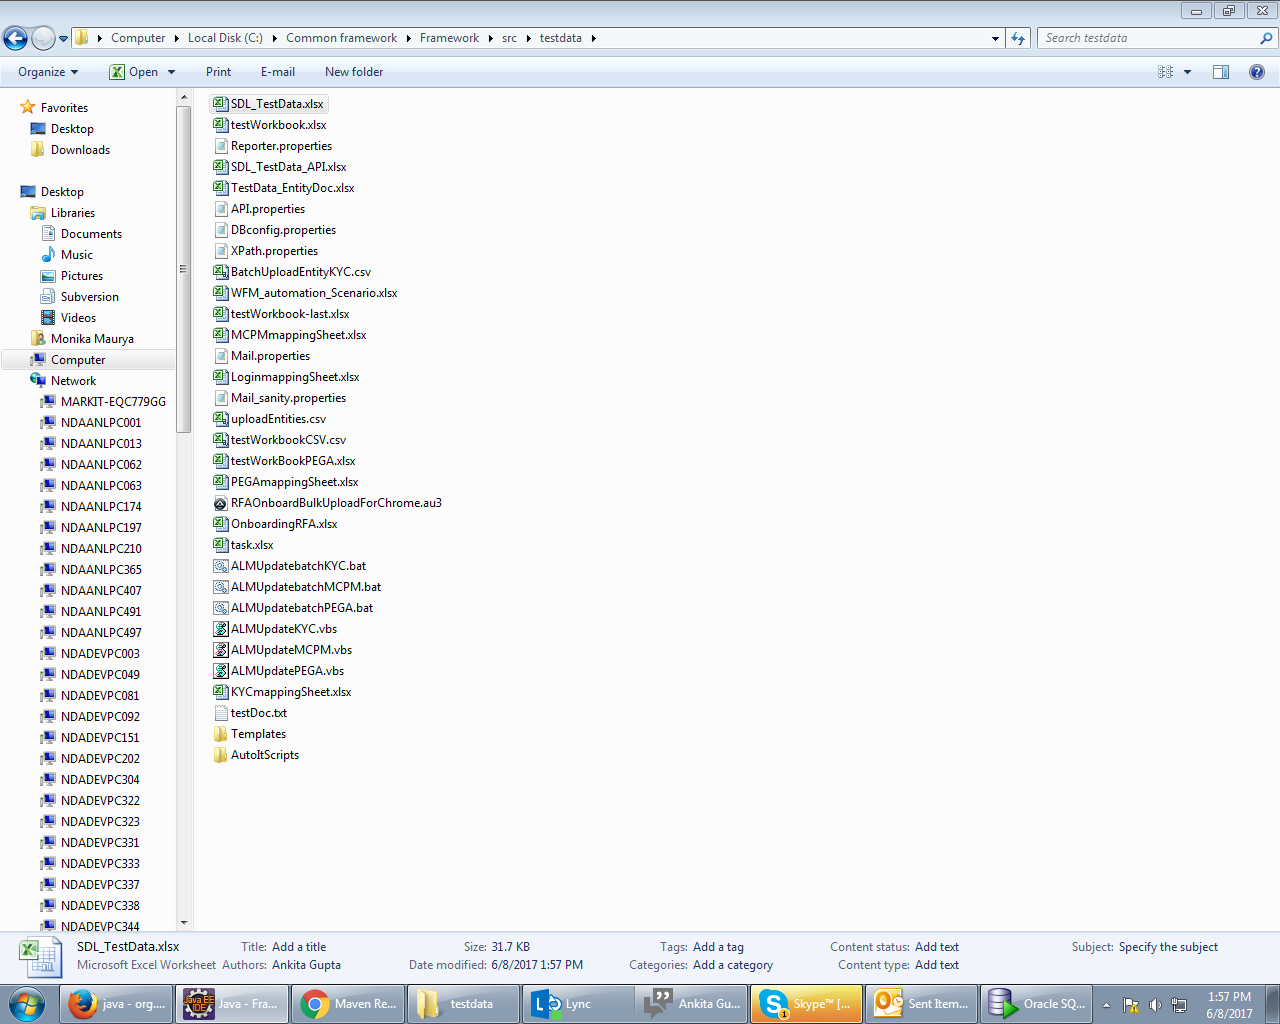 Computer Local Disk (C:) Common framework Framework src testdata Search testdata
Organize Open Print E-mail New folder
Favorites
Desktop
Downloads
Desktop
Libraries
Documents
Music
Pictures
Subversion
Videos
Monika Maurya
Computer
Network
MARKIT-EQC779GG
NDAANLPC001
NDAANLPC013
NDAANLPC062
NDAANLPC063
NDAANLPC174
NDAANLPC197
NDAANLPC210
NDAANLPC365
NDAANLPC407
NDAANLPC491
NDAANLPC497
NDADEVPC003
NDADEVPC049
NDADEVPC081
NDADEVPC092
NDADEVPC151
NDADEVPC202
NDADEVPC304
NDADEVPC322
NDADEVPC323
NDADEVPC331
NDADEVPC333
NDADEVPC337
NDADEVPC338
NDADEVPC344
SDL_TestData.xlsx
testWorkbook.xlsx
Reporter.properties
SDL_TestData_API.xlsx
TestData_EntityDoc.xlsx
API.properties
DBconfig.properties
XPath.properties
BatchUploadEntityKYC.csv
WFM_automation_Scenario.xlsx
testWorkbook-last.xlsx
MCPMmappingSheet.xlsx
Mail.properties
LoginmappingSheet.xlsx
Mail_sanity.properties
uploadEntities.csv
testWorkbookCSV.csv
testWorkBookPEGA.xlsx
PEGAmappingSheet.xlsx
RFAOnboardBulkUploadForChrome.au3
OnboardingRFA.xlsx
task.xlsx
ALMUpdatebatchKYC.bat
ALMUpdatebatchMCPM.bat
ALMUpdatebatchPEGA.bat
ALMUpdateKYC.vbs
ALMUpdateMCPM.vbs
ALMUpdatePEGA.vbs
KYCmappingSheet.xlsx
testDoc.txt
Templates
AutoItScripts
SDL_TestData.xlsx Title: Add a title Size: 31.7 KB Tags: Add a tag Content status: Add text Subject: Specify the subject
Microsoft Excel Worksheet Authors: Ankita Gupta Date modified: 6/8/2017 1:57 PM Categories: Add a category Content type: Add text
java - org.... Java - Fra... Maven Re... testdata Lync Ankita Gu... Skype™ [... Sent Item... Oracle SQ... 1:57 PM
6/8/2017